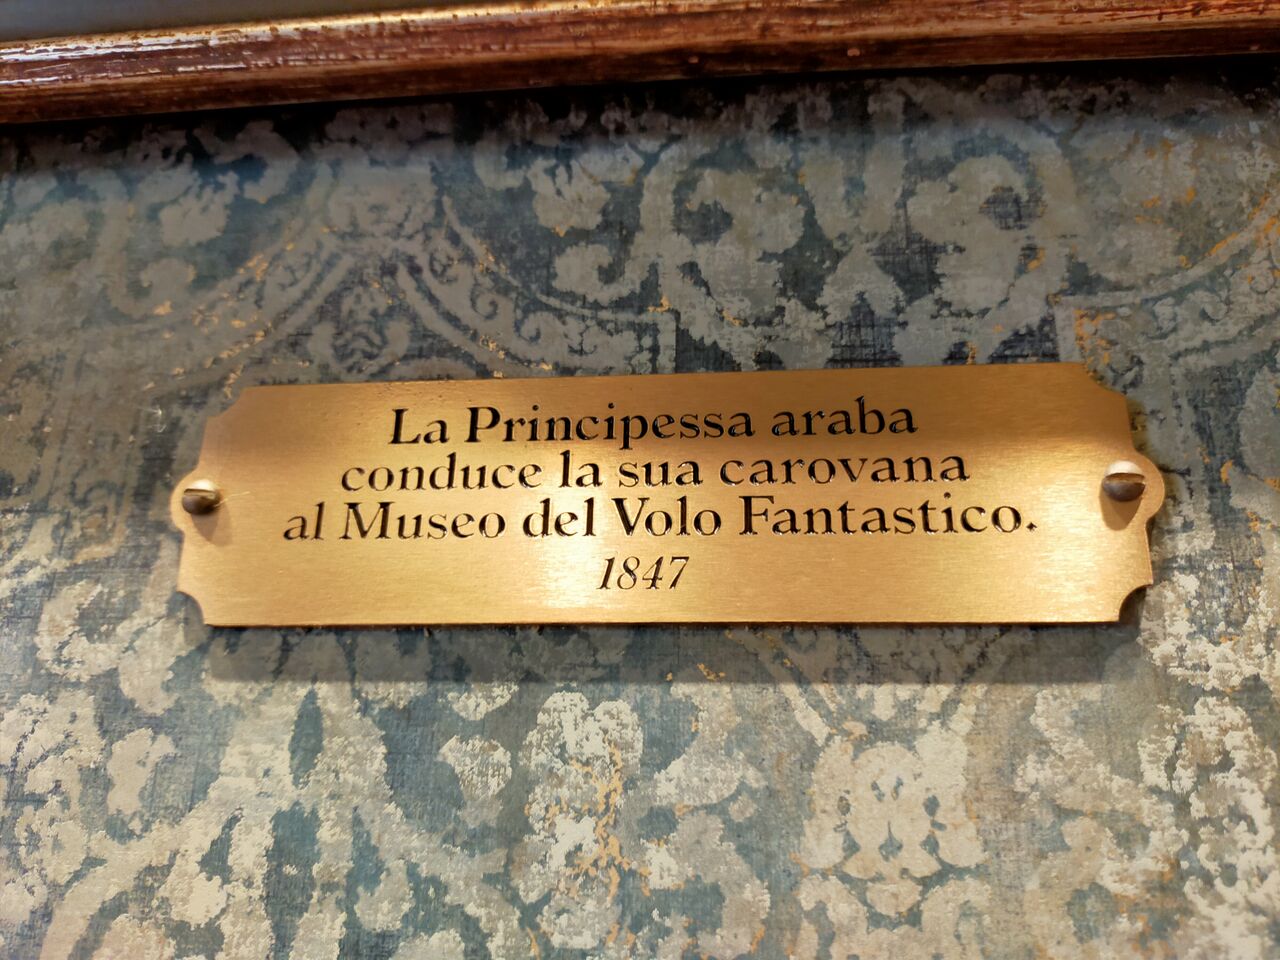 La Principessa araba
conduce la sua carovana
al Museo del Volo Fantastico.
1847